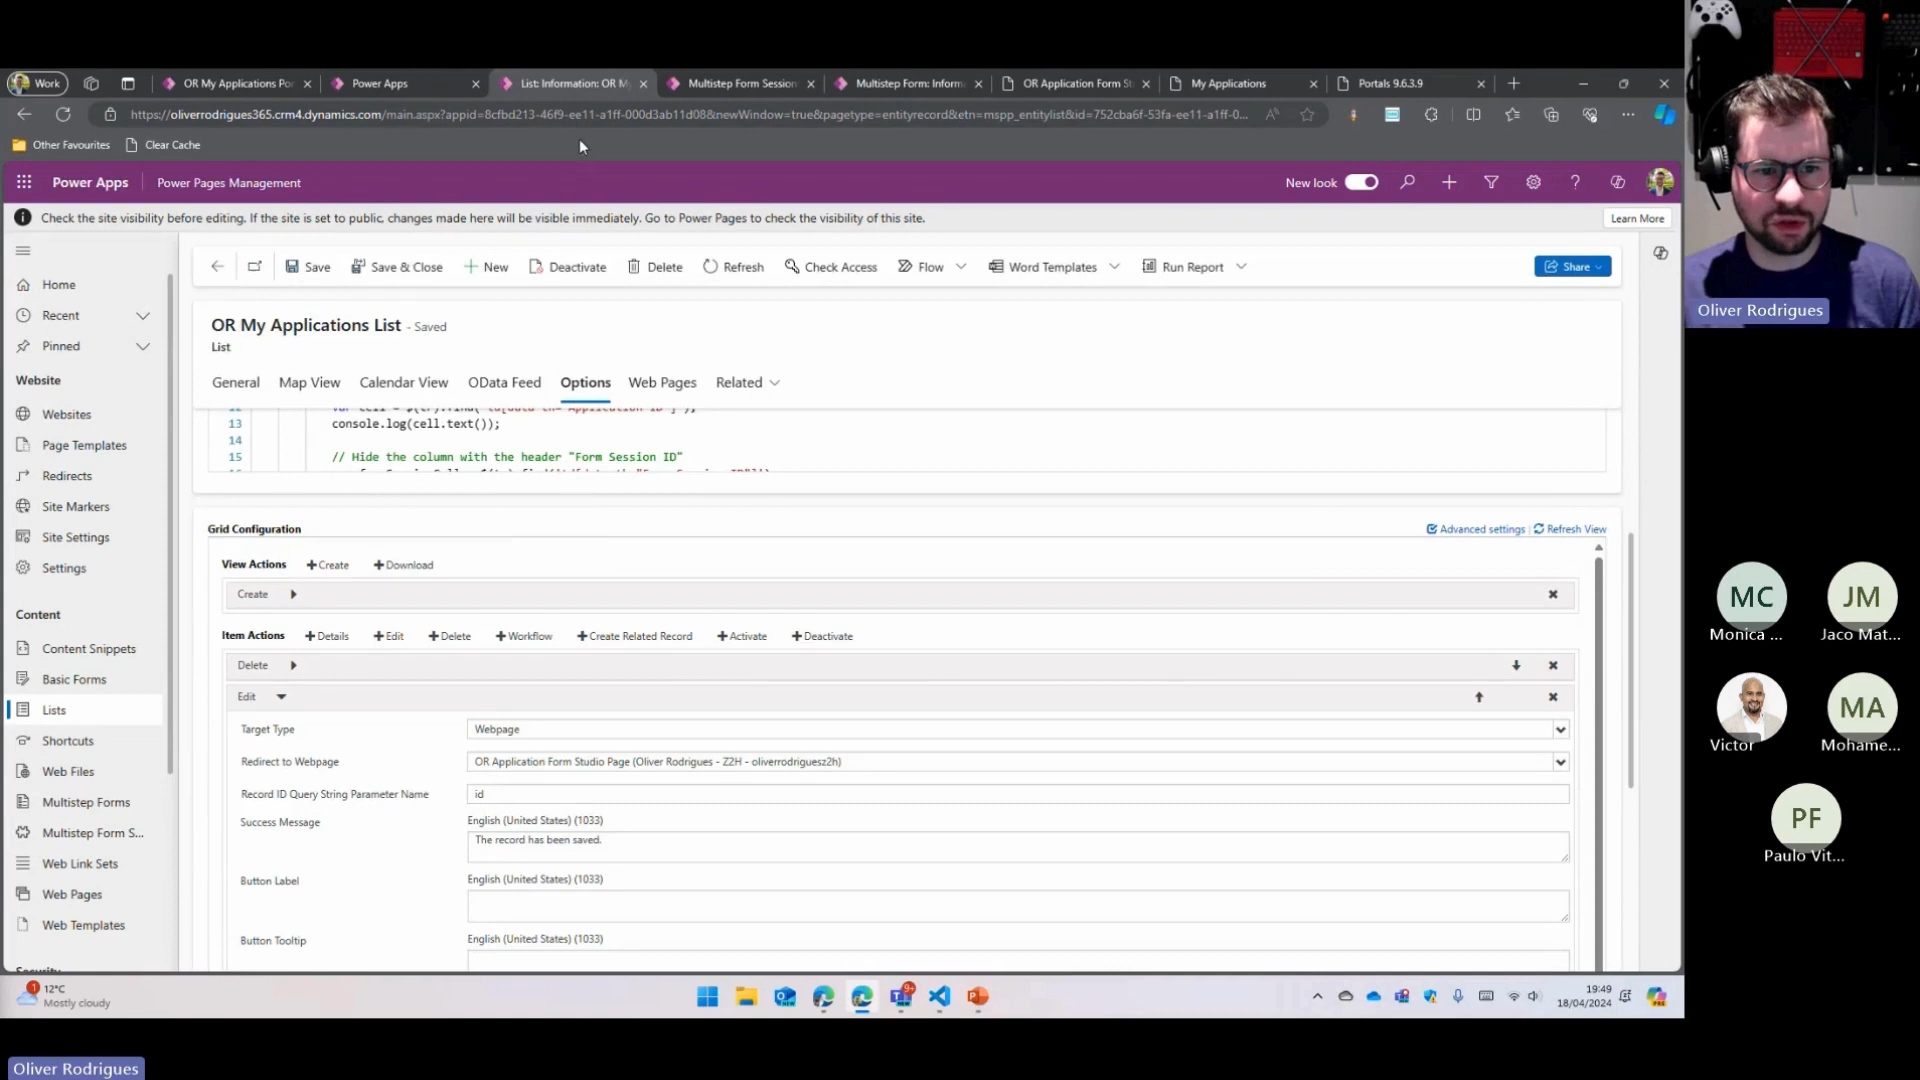 Work
OR My Applications Po
Power Apps
List: Information: OR M
Multistep Form Session
Multistep Form: Inform
OR Application Form St
My Applications
Portals 9.6.3.9
https://oliverrodrigues365.crm4.dynamics.com/main.aspx?appid=8cfbd213-46f9-ee11-a1ff-000d3ab11d08&newWindow=true&pagetype=entityrecord&etn=mspp_entitylist&id=752cba6f-53fa-ee11-a1ff-0...
Other Favourites
Clear Cache
Power Apps
Power Pages Management
New look
Check the site visibility before editing. If the site is set to public, changes made here will be visible immediately. Go to Power Pages to check the visibility of this site.
Learn More
Save
Save & Close
New
Deactivate
Delete
Refresh
Check Access
Flow
Word Templates
Run Report
Share
Home
Recent
Pinned
Website
Websites
Page Templates
Redirects
Site Markers
Site Settings
Settings
Content
Content Snippets
Basic Forms
Lists
Shortcuts
Web Files
Multistep Forms
Multistep Form S...
Web Link Sets
Web Pages
Web Templates
Security
OR My Applications List - Saved
List
General
Map View
Calendar View
OData Feed
Options
Web Pages
Related
13 console.log(cell.text());
14
15 // Hide the column with the header "Form Session ID"
Grid Configuration
Advanced settings | Refresh View
View Actions
Create
Download
Create
Item Actions
Details
Edit
Delete
Workflow
Create Related Record
Activate
Deactivate
Delete
Edit
Target Type
Webpage
Redirect to Webpage
OR Application Form Studio Page (Oliver Rodrigues - Z2H - oliverrodriguesz2h)
Record ID Query String Parameter Name
id
Success Message
English (United States) (1033)
The record has been saved.
Button Label
English (United States) (1033)
Button Tooltip
English (United States) (1033)
1
12°C
Mostly cloudy
9+
19:49
18/04/2024
Oliver Rodrigues
MC
Monica ...
JM
Jaco Mat...
Victor
MA
Mohame...
PF
Paulo Vit...
Oliver Rodrigues